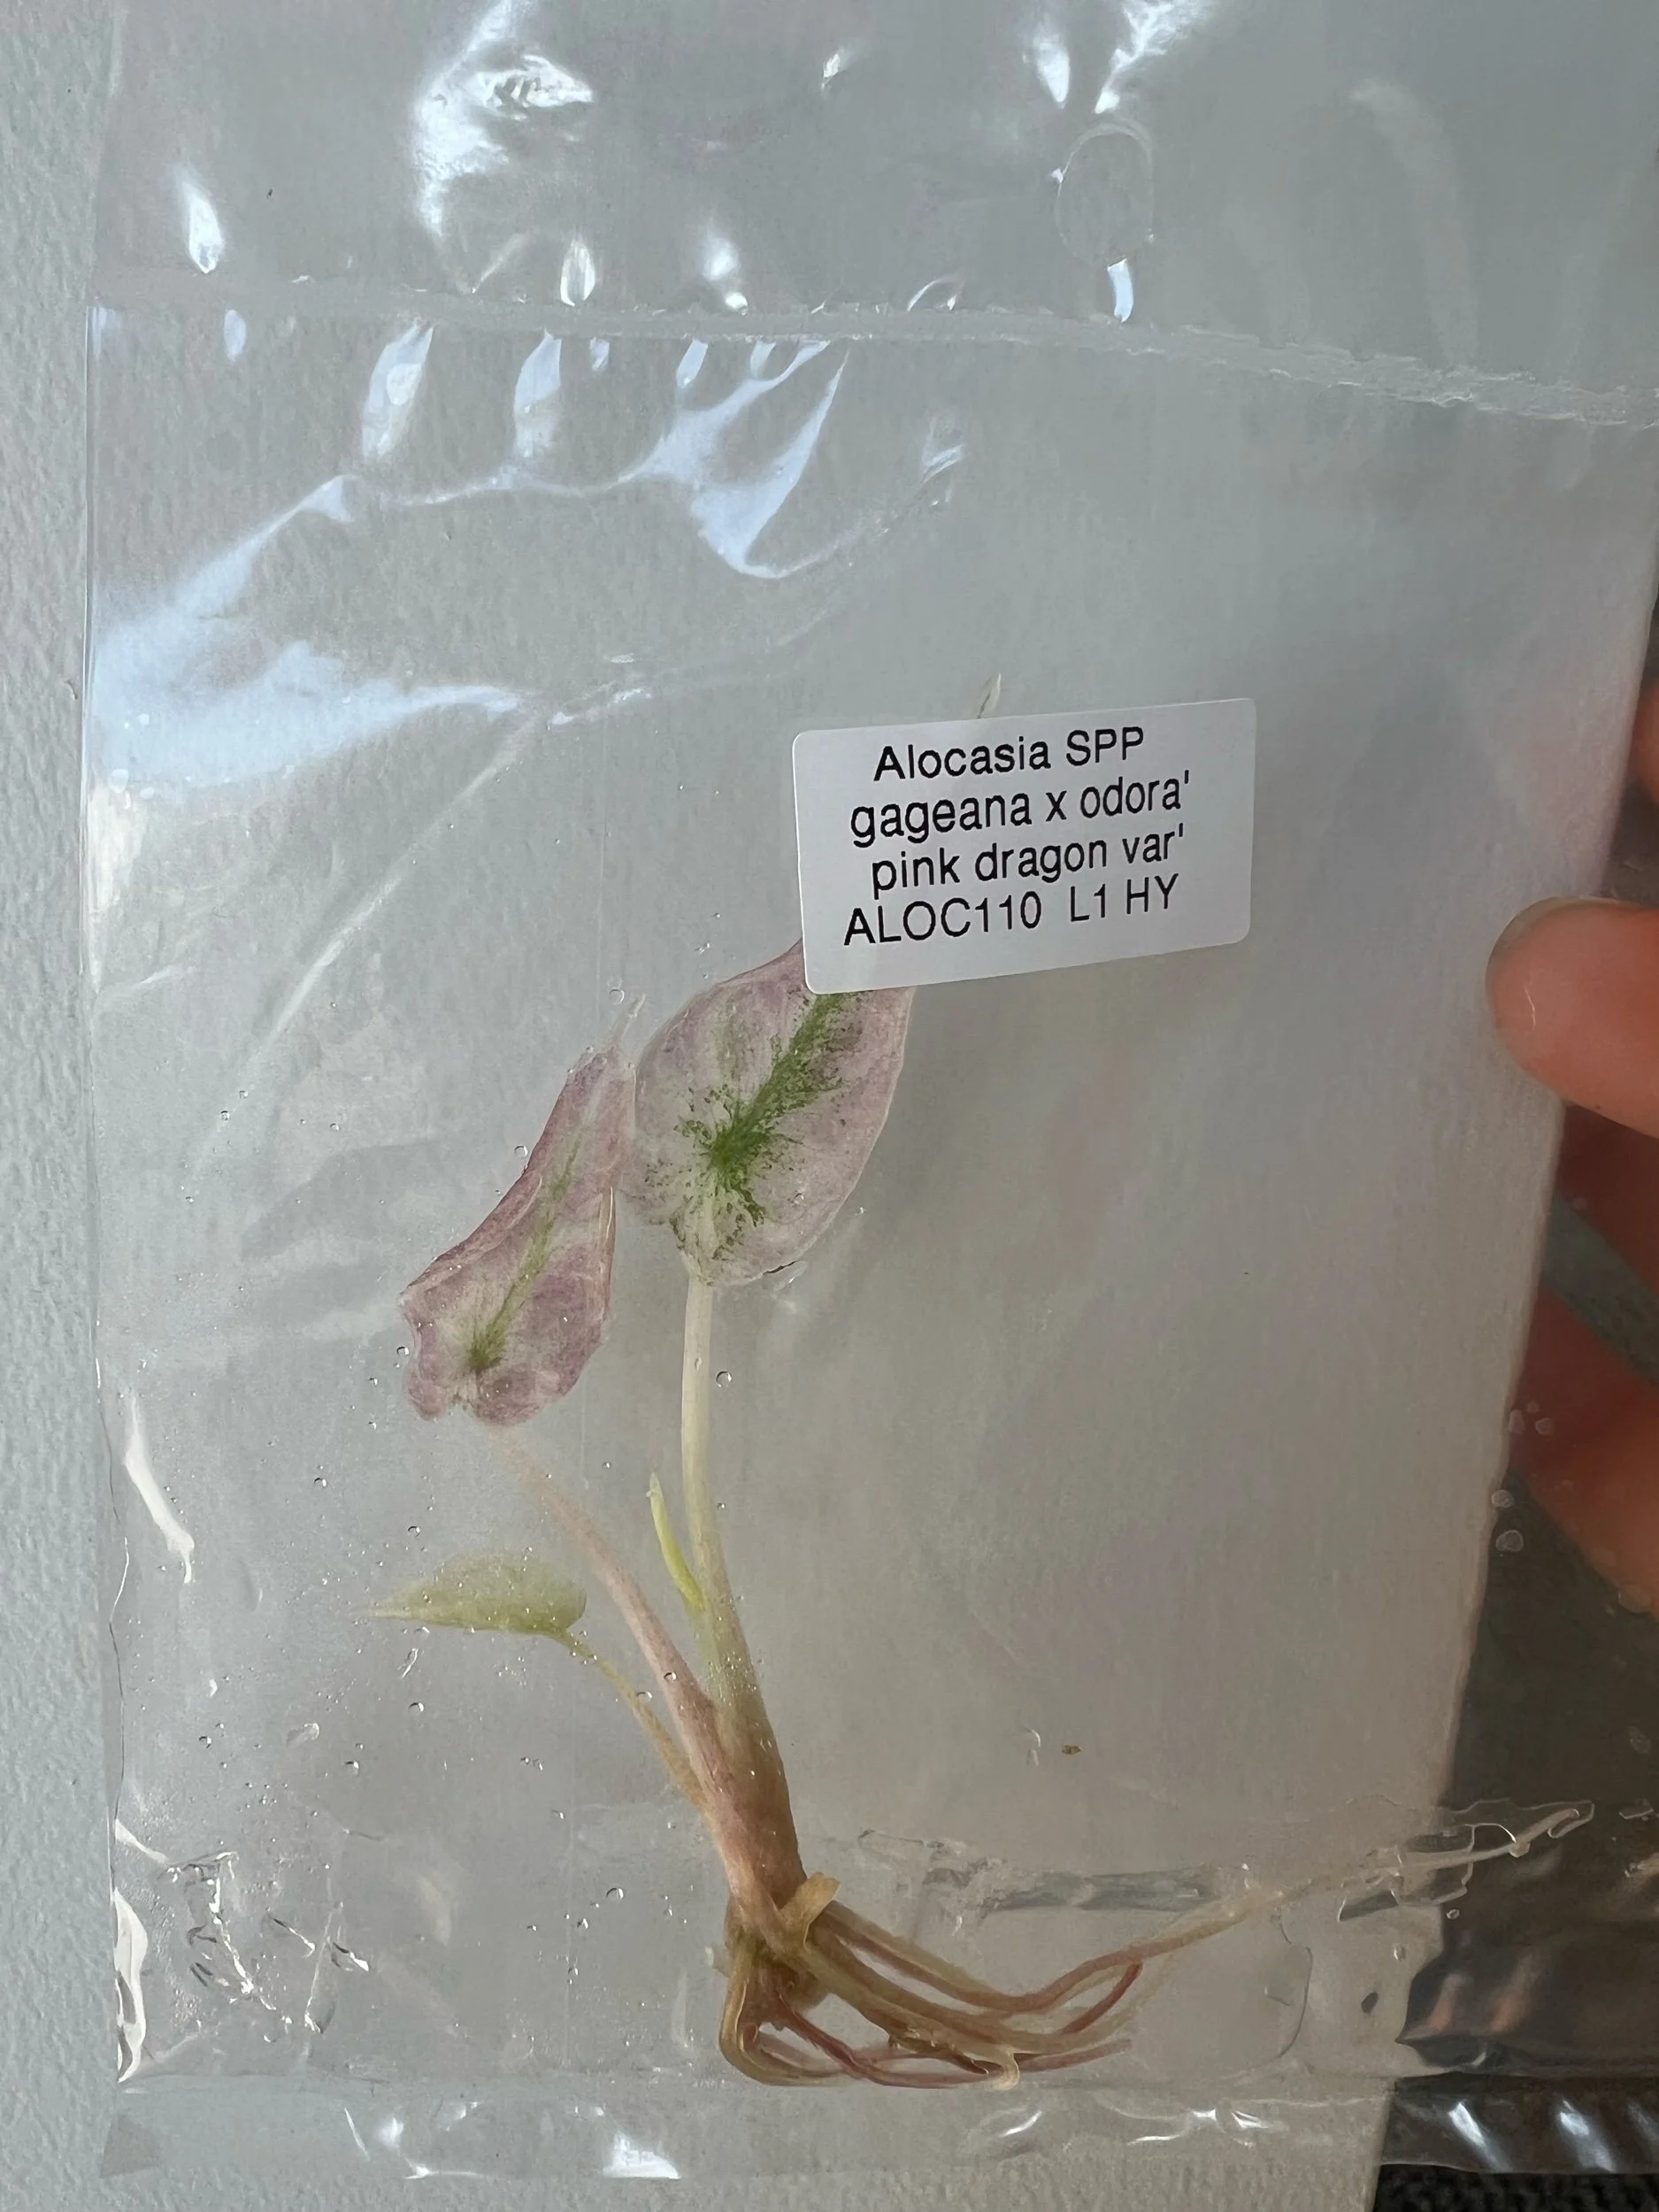 Alocasia SPP
gageana x odora'
pink dragon var'
ALOC110 L1 HY